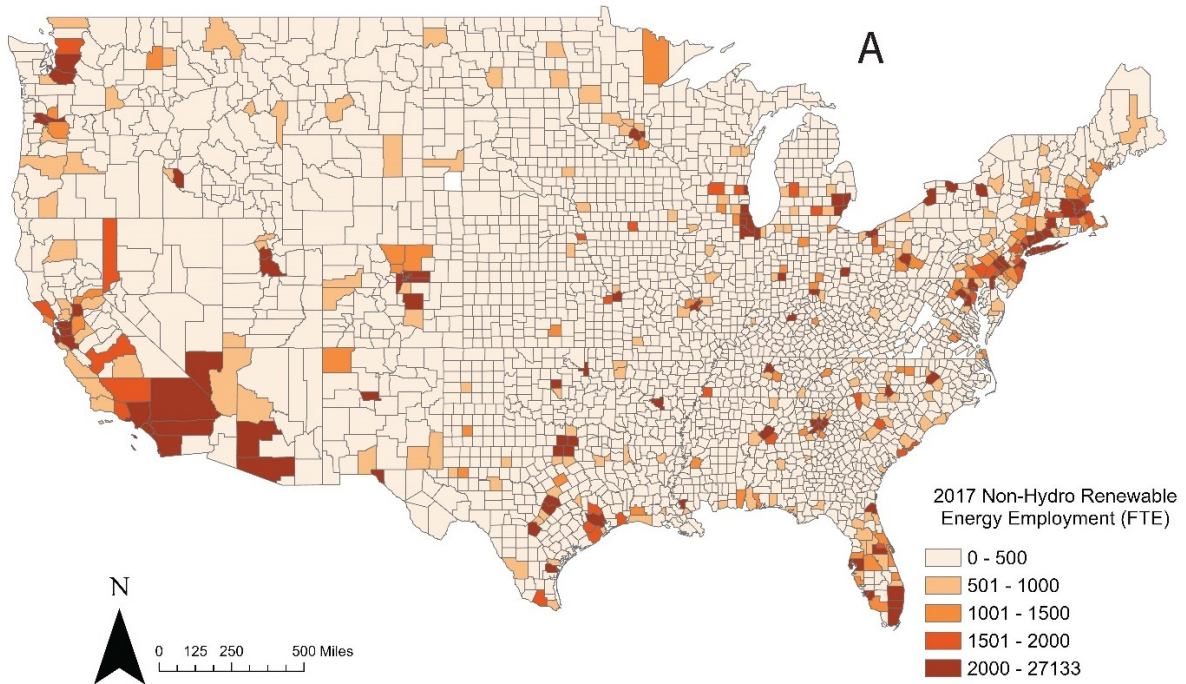 A
2017 Non-Hydro Renewable
Energy Employment (FTE)
0 - 500
501 - 1000
1001 - 1500
1501 - 2000
2000 - 27133
N
0 125 250 500 Miles